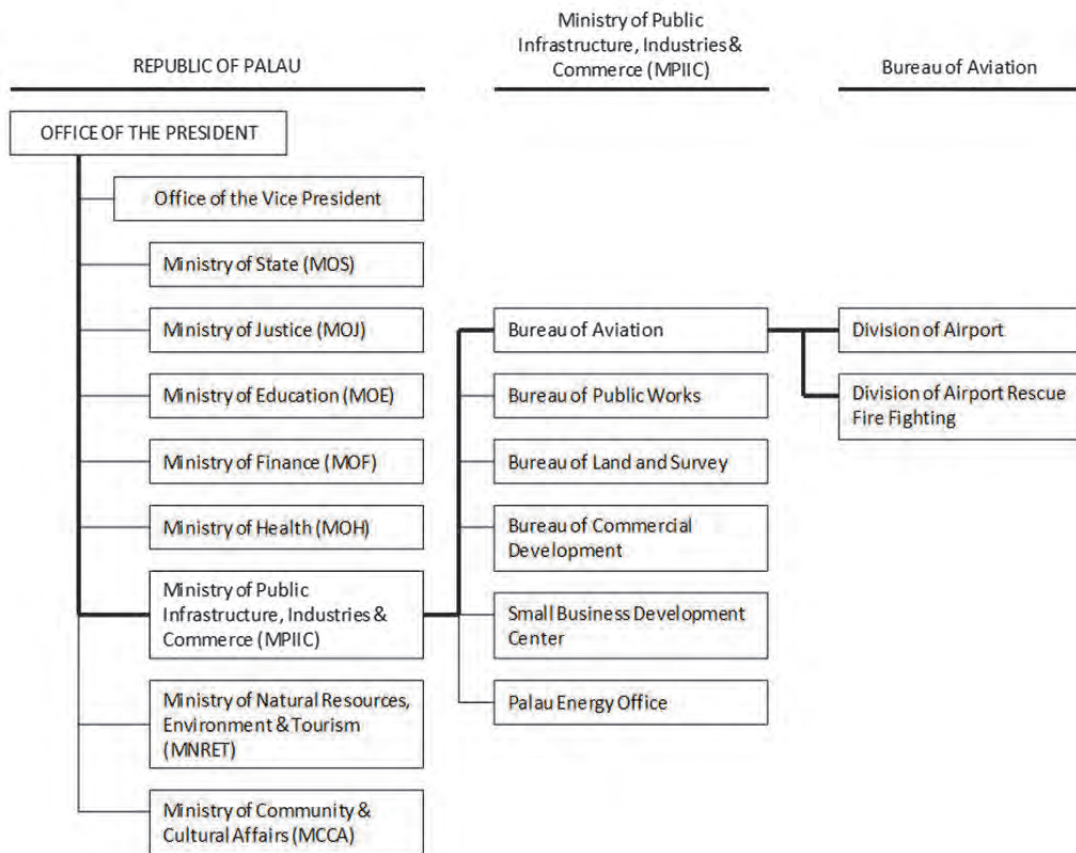 REPUBLIC OF PALAU
Ministry of Public
Infrastructure, Industries &
Commerce (MPIIC)
Bureau of Aviation
OFFICE OF THE PRESIDENT
Office of the Vice President
Ministry of State (MOS)
Ministry of Justice (MOJ)
Ministry of Education (MOE)
Ministry of Finance (MOF)
Ministry of Health (MOH)
Ministry of Public
Infrastructure, Industries &
Commerce (MPIIC)
Ministry of Natural Resources,
Environment & Tourism
(MNRET)
Ministry of Community &
Cultural Affairs (MCCA)
Bureau of Aviation
Bureau of Public Works
Bureau of Land and Survey
Bureau of Commercial
Development
Small Business Development
Center
Palau Energy Office
Division of Airport
Division of Airport Rescue
Fire Fighting